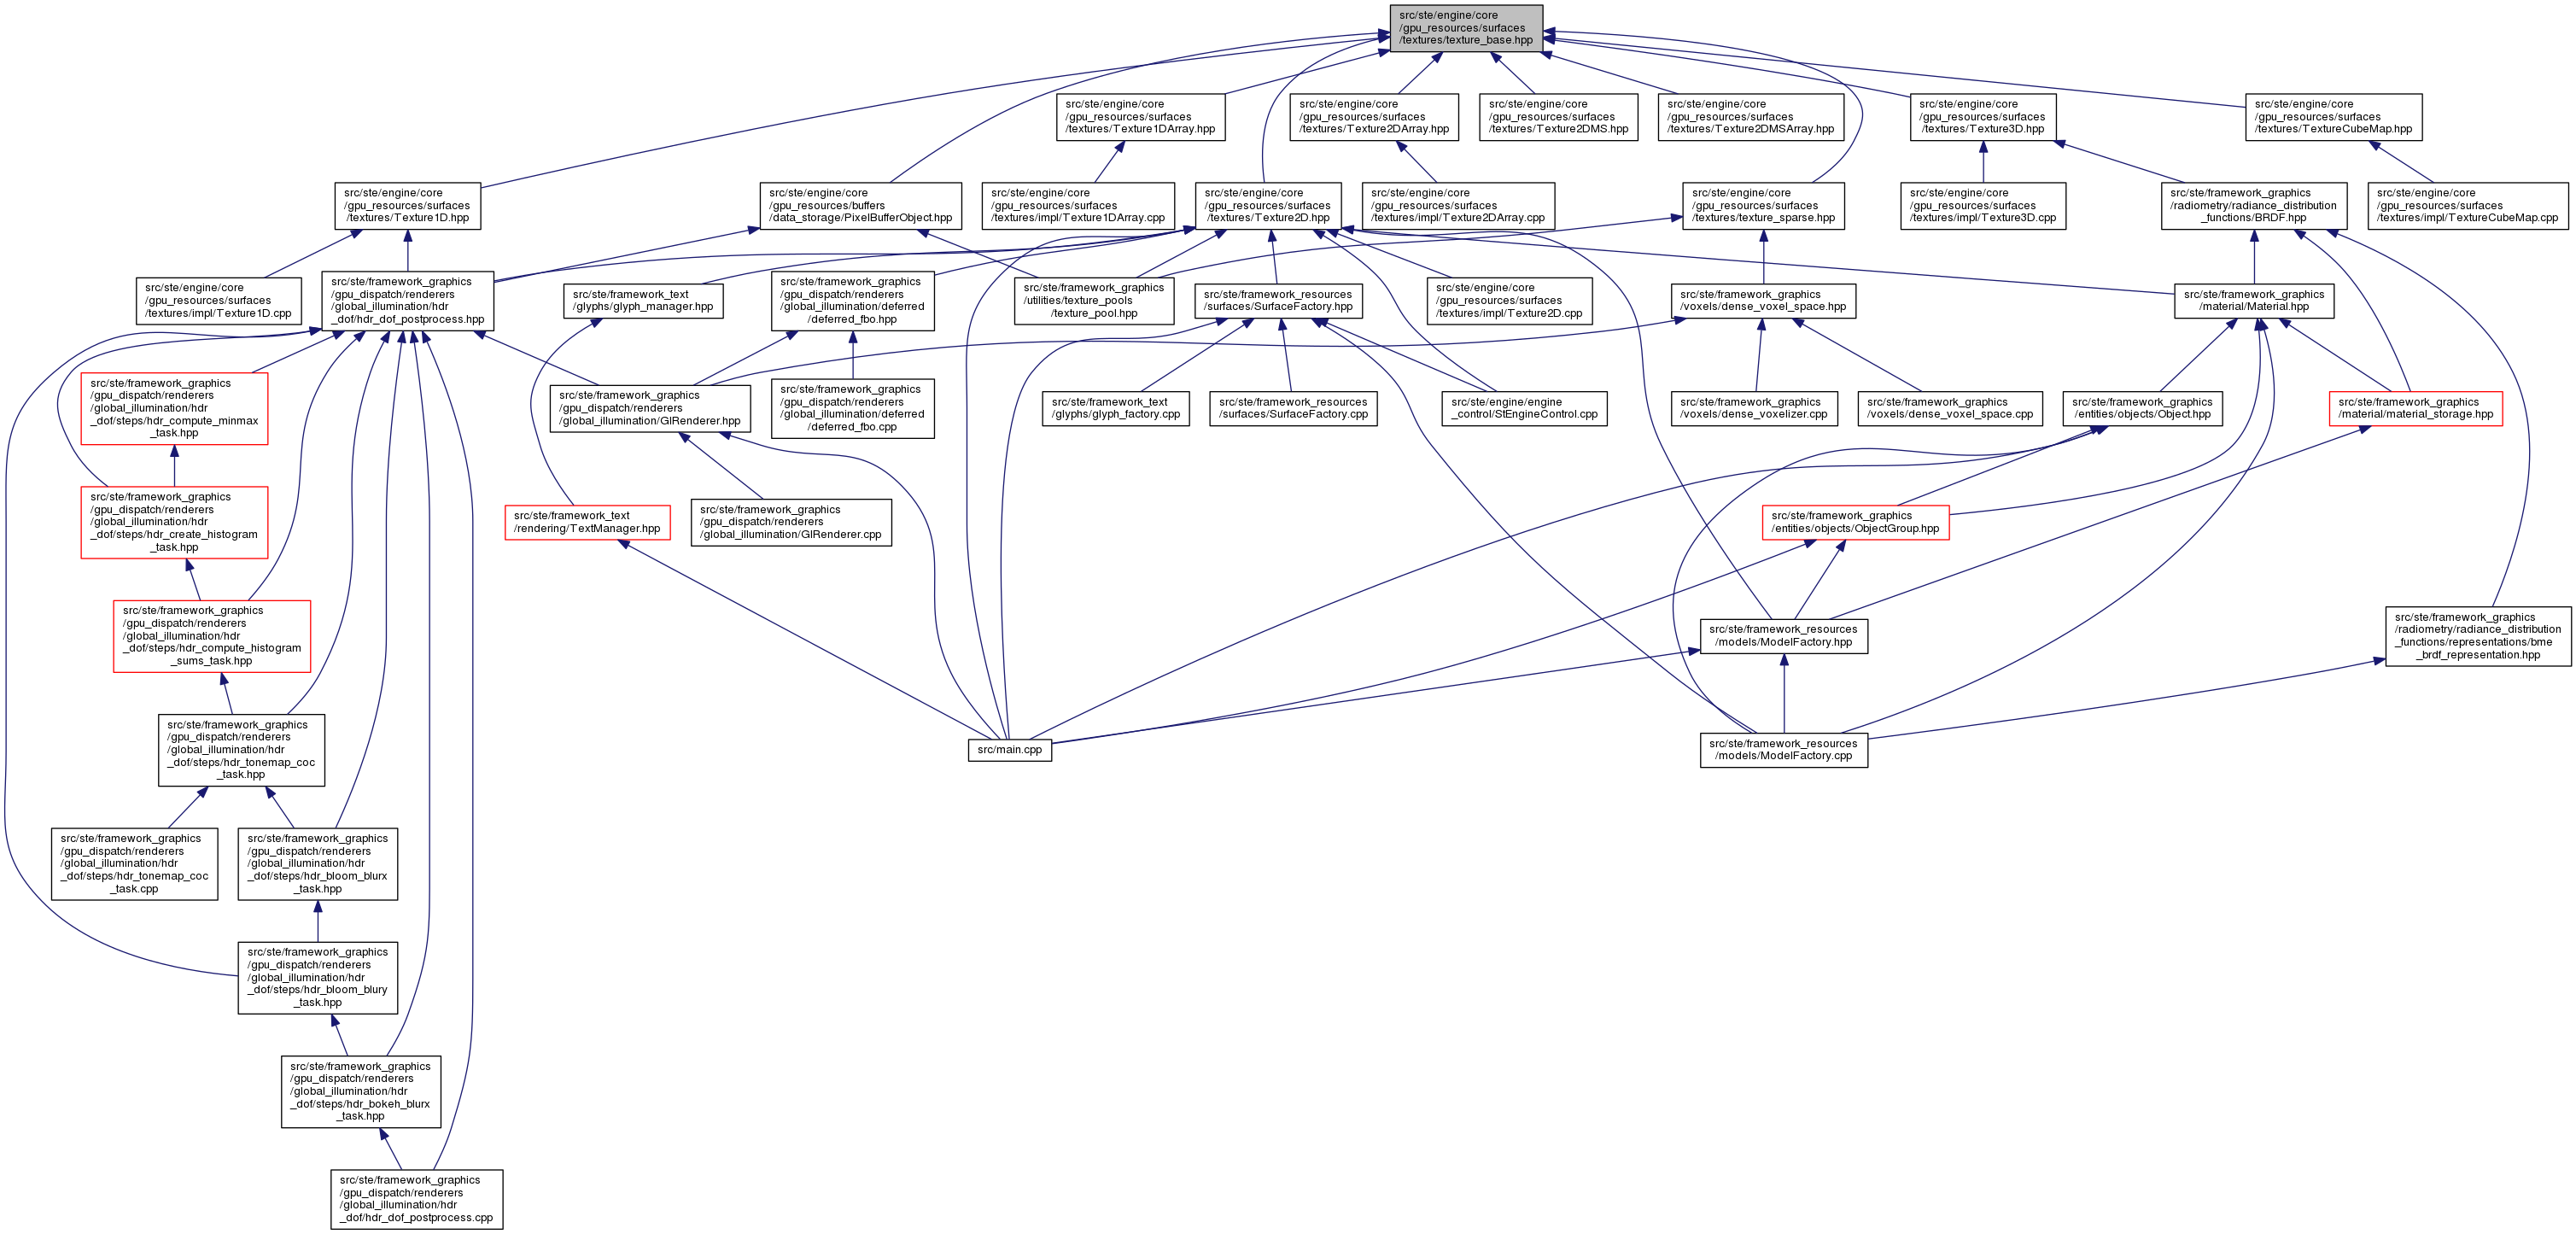 src/ste/engine/core
/gpu_resources/surfaces
/textures/texture_base.hpp
src/ste/engine/core
/gpu_resources/surfaces
/textures/Texture1DArray.hpp
src/ste/engine/core
/gpu_resources/surfaces
/textures/Texture2DArray.hpp
src/ste/engine/core
/gpu_resources/surfaces
/textures/Texture2DMS.hpp
src/ste/engine/core
/gpu_resources/surfaces
/textures/Texture2DMSArray.hpp
src/ste/engine/core
/gpu_resources/surfaces
/textures/Texture3D.hpp
src/ste/engine/core
/gpu_resources/surfaces
/textures/TextureCubeMap.hpp
src/ste/engine/core
/gpu_resources/surfaces
/textures/Texture1D.hpp
src/ste/engine/core
/gpu_resources/buffers
/data_storage/PixelBufferObject.hpp
src/ste/engine/core
/gpu_resources/surfaces
/textures/impl/Texture1DArray.cpp
src/ste/engine/core
/gpu_resources/surfaces
/textures/Texture2D.hpp
src/ste/engine/core
/gpu_resources/surfaces
/textures/impl/Texture2DArray.cpp
src/ste/engine/core
/gpu_resources/surfaces
/textures/texture_sparse.hpp
src/ste/engine/core
/gpu_resources/surfaces
/textures/impl/Texture3D.cpp
src/ste/framework_graphics
/radiometry/radiance_distribution
_functions/BRDF.hpp
src/ste/engine/core
/gpu_resources/surfaces
/textures/impl/TextureCubeMap.cpp
src/ste/engine/core
/gpu_resources/surfaces
/textures/impl/Texture1D.cpp
src/ste/framework_graphics
/gpu_dispatch/renderers
/global_illumination/hdr
_dof/hdr_dof_postprocess.hpp
src/ste/framework_text
/glyphs/glyph_manager.hpp
src/ste/framework_graphics
/gpu_dispatch/renderers
/global_illumination/deferred
/deferred_fbo.hpp
src/ste/framework_graphics
/utilities/texture_pools
/texture_pool.hpp
src/ste/framework_resources
/surfaces/SurfaceFactory.hpp
src/ste/engine/core
/gpu_resources/surfaces
/textures/impl/Texture2D.cpp
src/ste/framework_graphics
/voxels/dense_voxel_space.hpp
src/ste/framework_graphics
/material/Material.hpp
src/ste/framework_graphics
/gpu_dispatch/renderers
/global_illumination/hdr
_dof/steps/hdr_compute_minmax
_task.hpp
src/ste/framework_graphics
/gpu_dispatch/renderers
/global_illumination/GIRenderer.hpp
src/ste/framework_graphics
/gpu_dispatch/renderers
/global_illumination/deferred
/deferred_fbo.cpp
src/ste/framework_text
/glyphs/glyph_factory.cpp
src/ste/framework_resources
/surfaces/SurfaceFactory.cpp
src/ste/engine/engine
_control/StEngineControl.cpp
src/ste/framework_graphics
/voxels/dense_voxelizer.cpp
src/ste/framework_graphics
/voxels/dense_voxel_space.cpp
src/ste/framework_graphics
/entities/objects/Object.hpp
src/ste/framework_graphics
/material/material_storage.hpp
src/ste/framework_graphics
/gpu_dispatch/renderers
/global_illumination/hdr
_dof/steps/hdr_create_histogram
_task.hpp
src/ste/framework_text
/rendering/TextManager.hpp
src/ste/framework_graphics
/gpu_dispatch/renderers
/global_illumination/GIRenderer.cpp
src/ste/framework_graphics
/entities/objects/ObjectGroup.hpp
src/ste/framework_graphics
/gpu_dispatch/renderers
/global_illumination/hdr
_dof/steps/hdr_compute_histogram
_sums_task.hpp
src/ste/framework_resources
/models/ModelFactory.hpp
src/ste/framework_graphics
/radiometry/radiance_distribution
_functions/representations/bme
_brdf_representation.hpp
src/ste/framework_graphics
/gpu_dispatch/renderers
/global_illumination/hdr
_dof/steps/hdr_tonemap_coc
_task.hpp
src/main.cpp
src/ste/framework_resources
/models/ModelFactory.cpp
src/ste/framework_graphics
/gpu_dispatch/renderers
/global_illumination/hdr
_dof/steps/hdr_tonemap_coc
_task.cpp
src/ste/framework_graphics
/gpu_dispatch/renderers
/global_illumination/hdr
_dof/steps/hdr_bloom_blurx
_task.hpp
src/ste/framework_graphics
/gpu_dispatch/renderers
/global_illumination/hdr
_dof/steps/hdr_bloom_blury
_task.hpp
src/ste/framework_graphics
/gpu_dispatch/renderers
/global_illumination/hdr
_dof/steps/hdr_bokeh_blurx
_task.hpp
src/ste/framework_graphics
/gpu_dispatch/renderers
/global_illumination/hdr
_dof/hdr_dof_postprocess.cpp